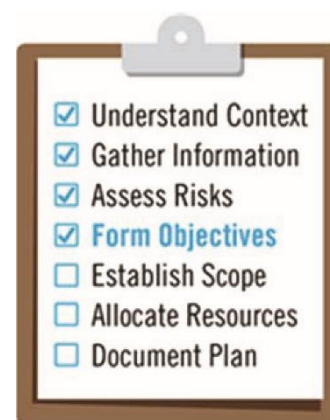 Understand Context
Gather Information
Assess Risks
Form Objectives
Establish Scope
Allocate Resources
Document Plan